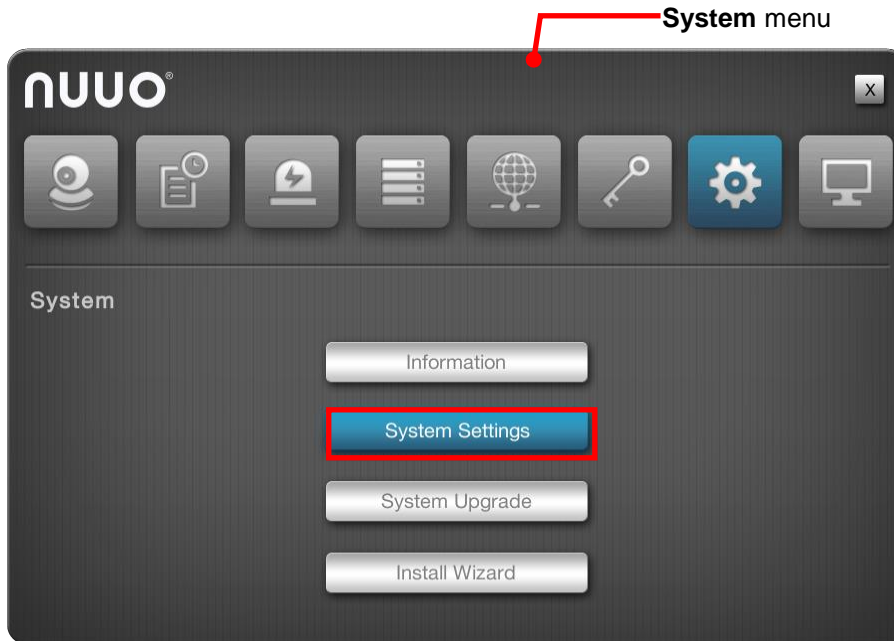 System menu
nuuo®
X
System
Information
System Settings
System Upgrade
Install Wizard